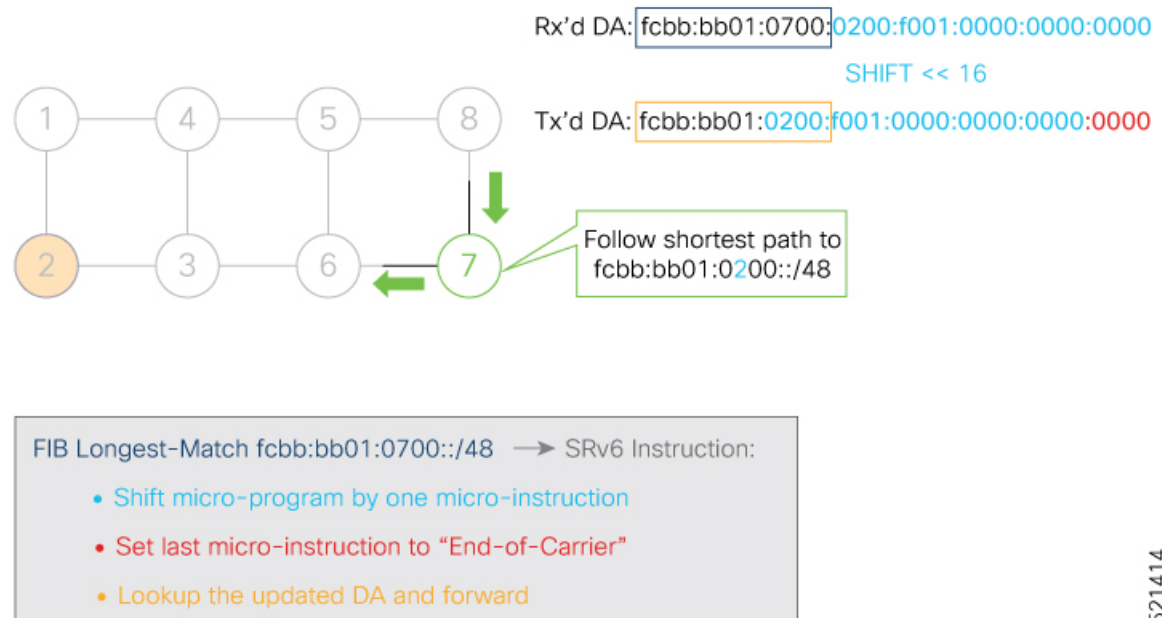 Rx'd DA: fcbb:bb01:0700:0200:f001:0000:0000:0000
SHIFT << 16
Tx'd DA: fcbb:bb01:0200:f001:0000:0000:0000:0000
1
4
5
8
2
3
6
7
Follow shortest path to
fcbb:bb01:0200::/48
FIB Longest-Match fcbb:bb01:0700::/48 → SRv6 Instruction:
• Shift micro-program by one micro-instruction
• Set last micro-instruction to “End-of-Carrier”
• Lookup the updated DA and forward
521414